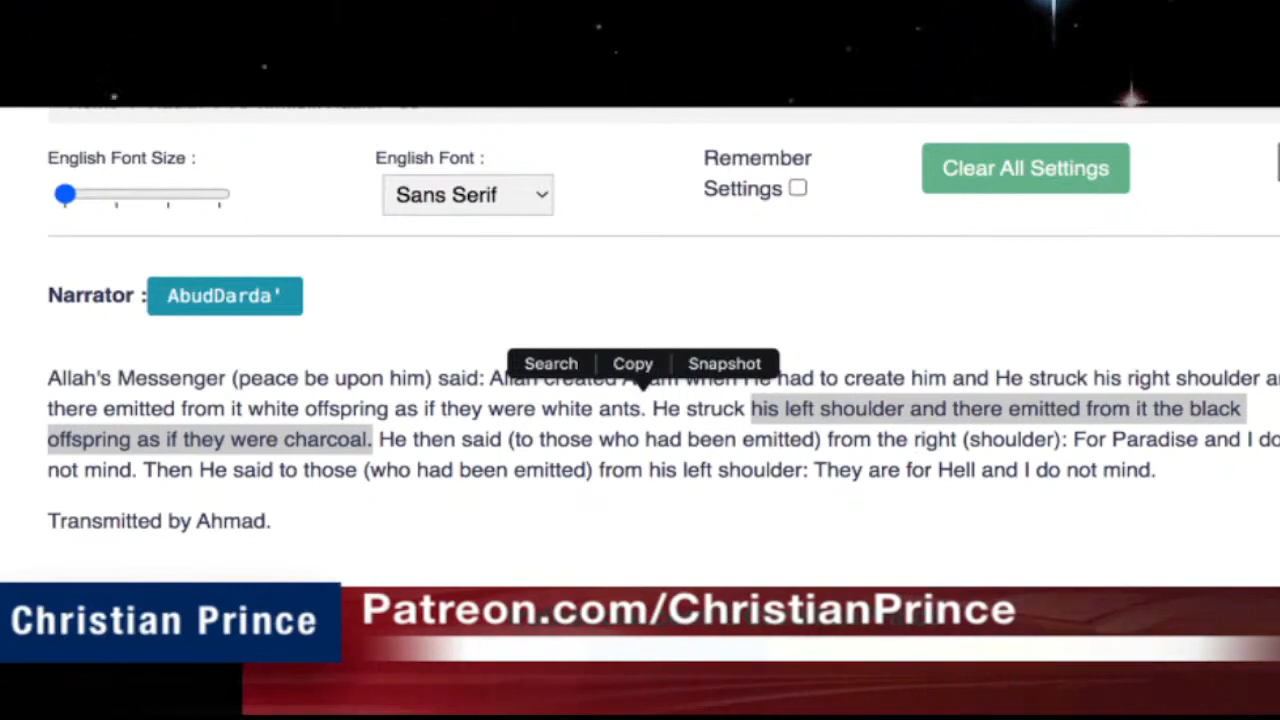 English Font Size :
English Font :
Remember
Settings
Clear All Settings
Sans Serif
Narrator : AbudDarda'
Search
Copy
Snapshot
Allah's Messenger (peace be upon him) said: Allah created when He had to create him and He struck his right shoulder
there emitted from it white offspring as if they were white ants. He struck his left shoulder and there emitted from it the black
offspring as if they were charcoal. He then said (to those who had been emitted) from the right (shoulder): For Paradise and I do
not mind. Then He said to those (who had been emitted) from his left shoulder: They are for Hell and I do not mind.
Transmitted by Ahmad.
Christian Prince
Patreon.com/ChristianPrince